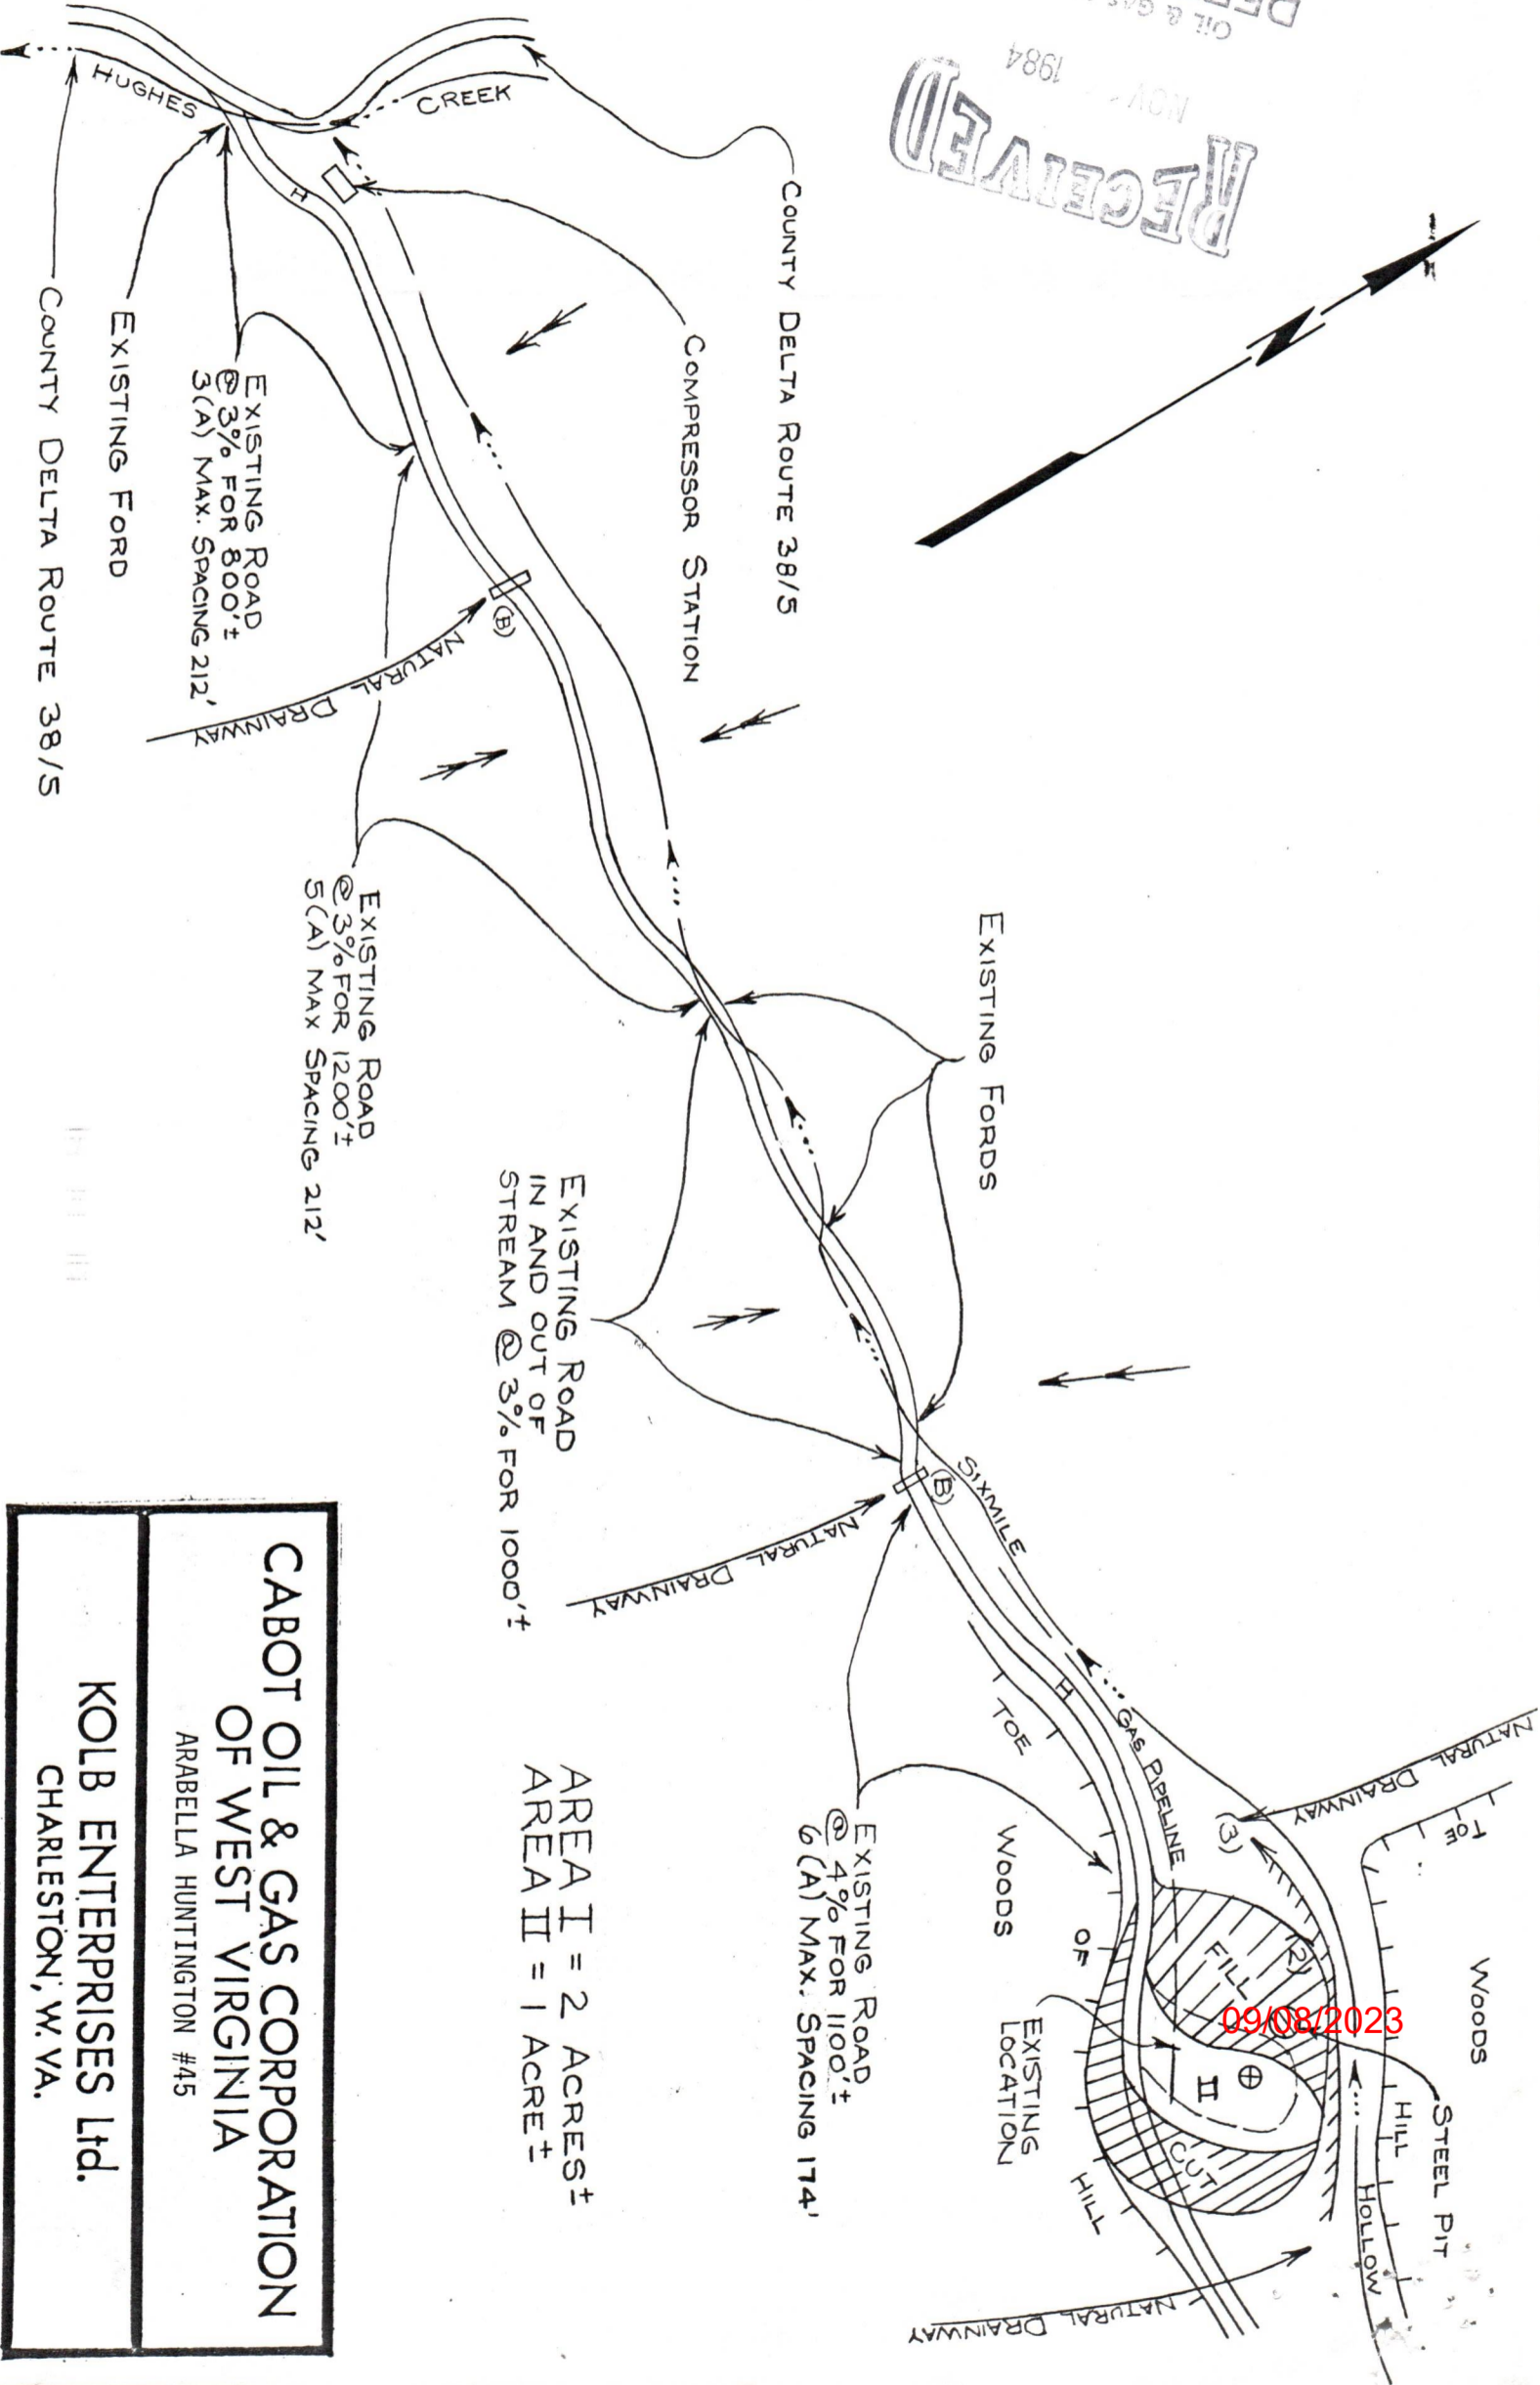 HUGHES
CREEK
COUNTY DELTA ROUTE 38/5
COMPRESSOR STATION
H
EXISTING ROAD
@ 3% FOR 800'±
3(A) MAX. SPACING 212'
EXISTING FORD
COUNTY DELTA ROUTE 38/5
RECEIVED
NOV
1984
OIL & GAS
N
(B)
NATURAL DRAINWAY
EXISTING ROAD
@ 3% FOR 1200'±
5(A) MAX SPACING 212'
EXISTING FORDS
EXISTING ROAD
IN AND OUT OF
STREAM @ 3% FOR 1000'±
(B)
SIXMILE
NATURAL DRAINWAY
H
GAS PIPELINE
TOE
OF
HILL
WOODS
EXISTING ROAD
@ 4% FOR 1100'±
6(A) MAX. SPACING 174'
NATURAL DRAINWAY
TOE
(3)
(2)
FILL
II
CUT
EXISTING
LOCATION
WOODS
STEEL PIT
HILL
HOLLOW
NATURAL DRAINWAY
AREA I = 2 ACRES±
AREA II = 1 ACRE±
CABOT OIL & GAS CORPORATION
OF WEST VIRGINIA
ARABELLA HUNTINGTON #45
KOLB ENTERPRISES Ltd.
CHARLESTON, W. VA.
09/08/2023